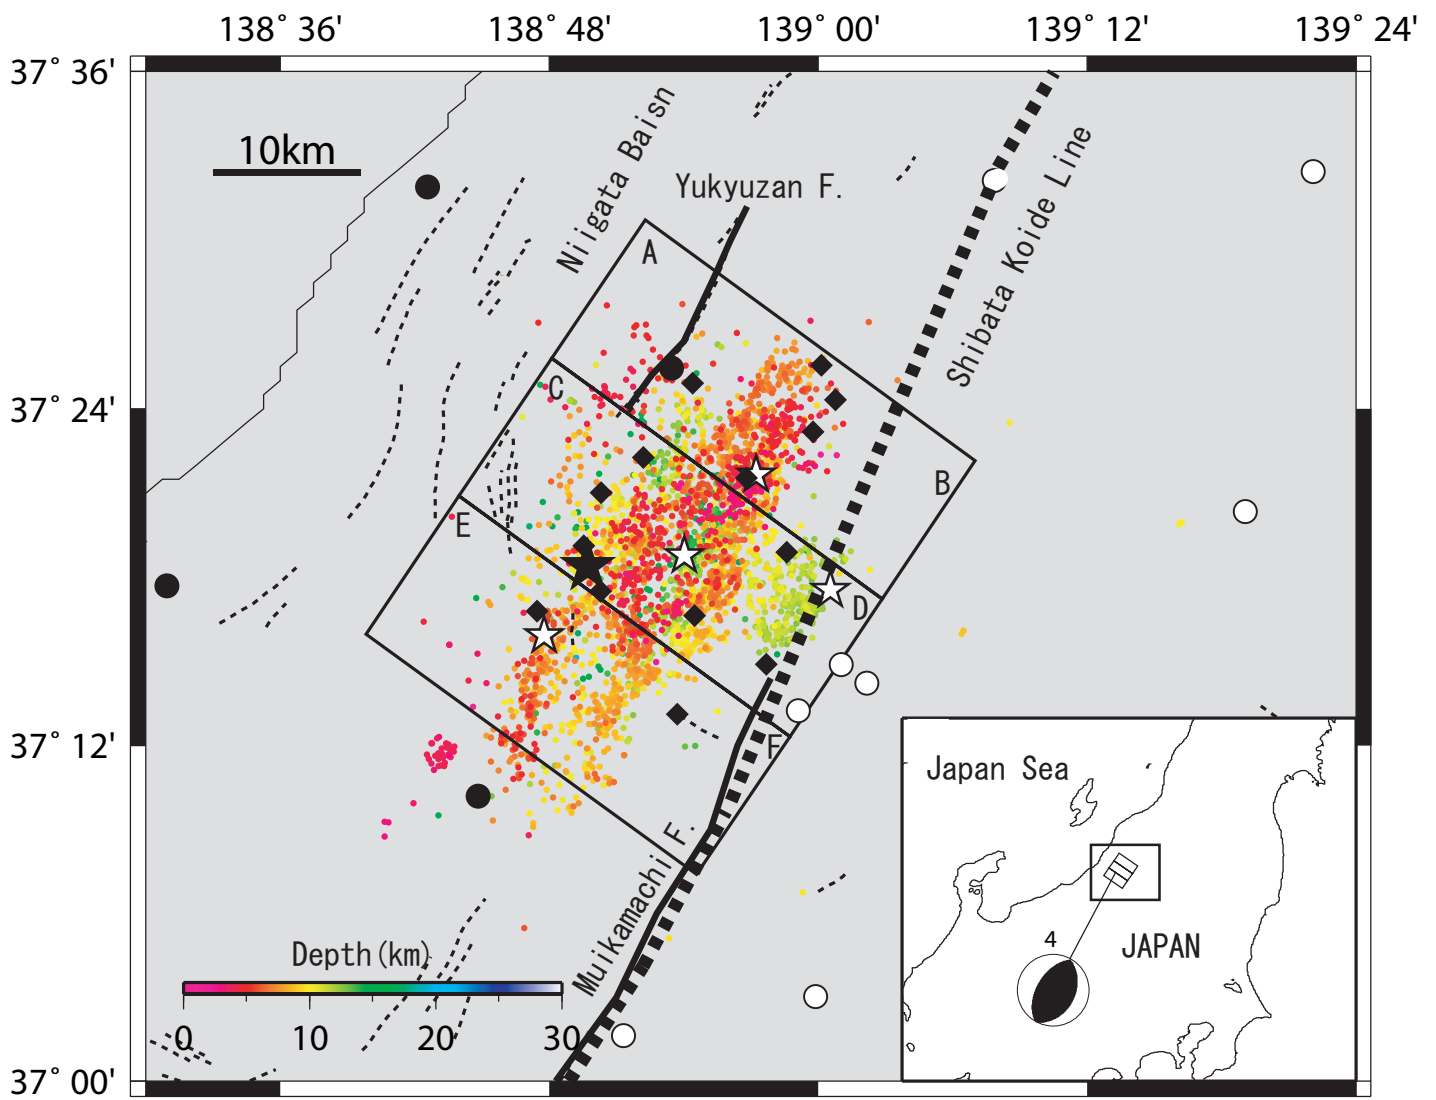 138° 36' 138° 48' 139° 00' 139° 12' 139° 24'
37° 36'
37° 24'
37° 12'
37° 00'
10km
Niigata Baisn
Yukyuzan F.
Shibata Koide Line
A
B
C
D
E
F
Muikamachi F.
Depth(km)
0 10 20 30
Japan Sea
JAPAN
4